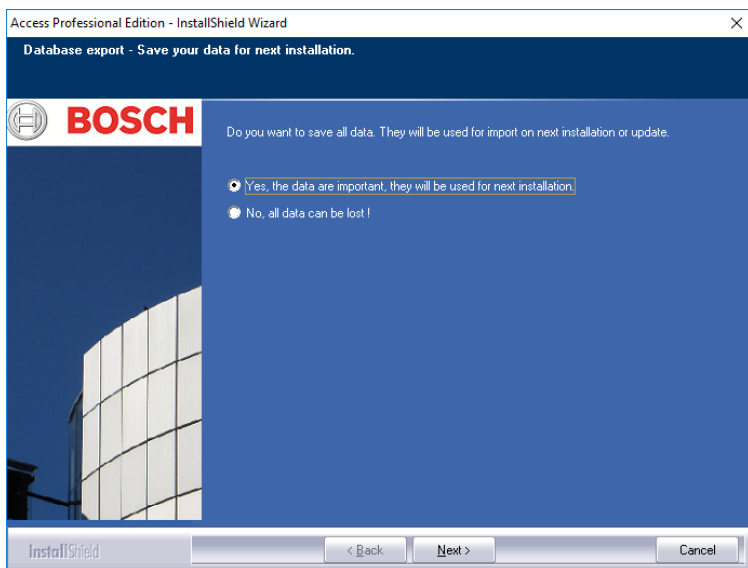 Access Professional Edition - InstallShield Wizard
Database export - Save your data for next installation.
BOSCH
Do you want to save all data. They will be used for import on next installation or update.
Yes, the data are important, they will be used for next installation.
No, all data can be lost !
InstallShield
< Back
Next >
Cancel